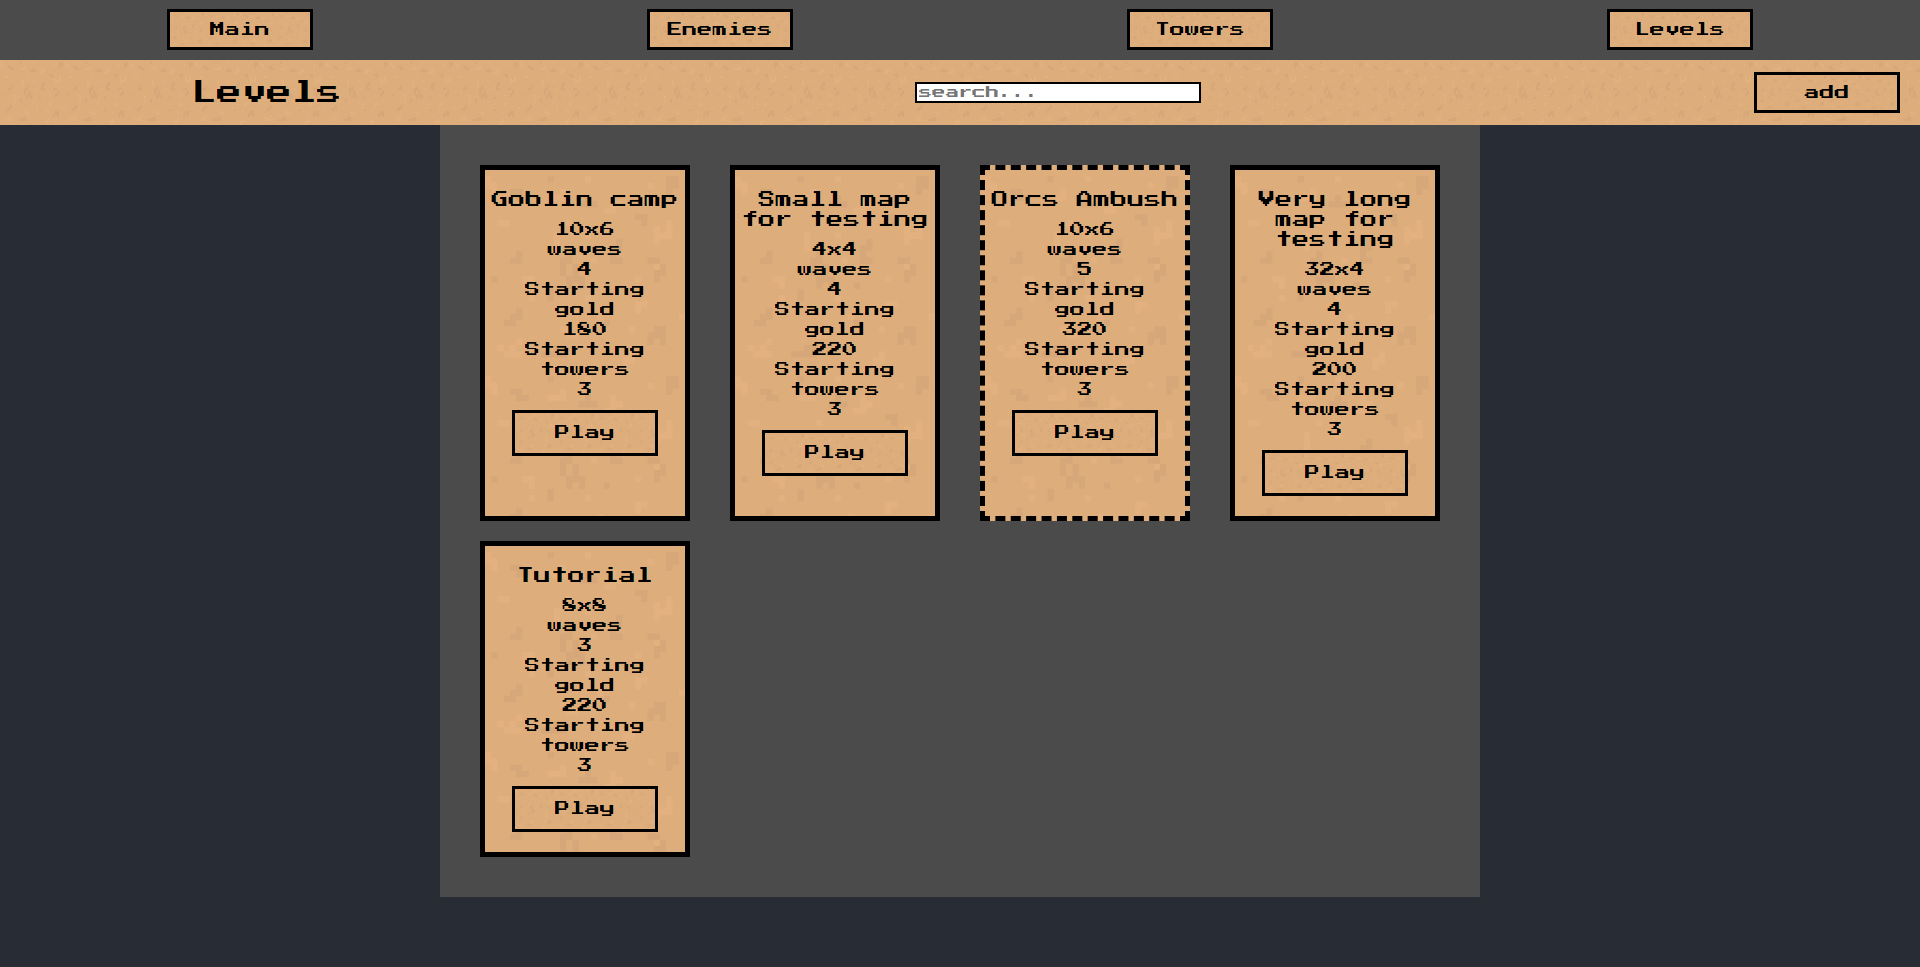 Main
Enemies
Towers
Levels
Levels
search...
add
Goblin camp
10x6
waves
4
Starting
gold
180
Starting
towers
3
Play
Small map
for testing
4x4
waves
4
Starting
gold
220
Starting
towers
3
Play
Orcs Ambush
10x6
waves
5
Starting
gold
320
Starting
towers
3
Play
Very long
map for
testing
32x4
waves
4
Starting
gold
200
Starting
towers
3
Play
Tutorial
8x8
waves
3
Starting
gold
220
Starting
towers
3
Play